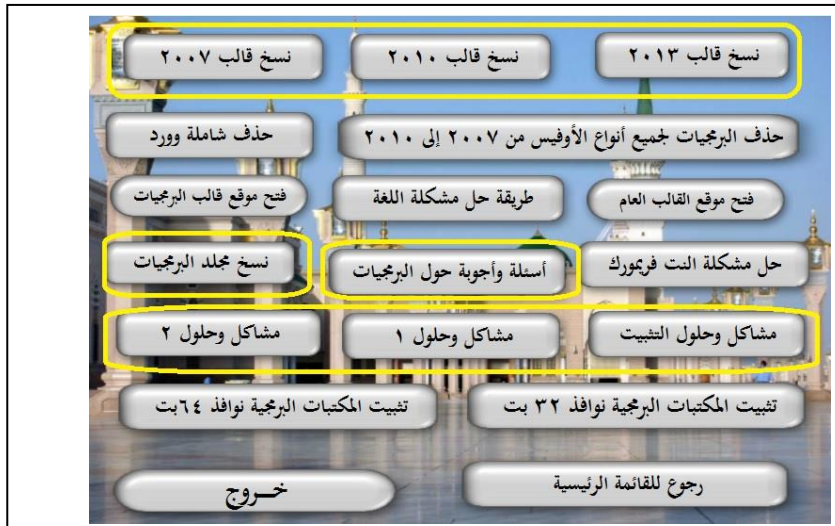 نسخ قالب ٢٠١٣
نسخ قالب ٢٠١٠
نسخ قالب ٢٠٠٧
حذف البرمجيات لجميع أنواع الأوفيس من ٢٠٠٧ إلى ٢٠١٠
حذف شاملة وورد
فتح موقع القالب العام
طريقة حل مشكلة اللغة
فتح موقع قالب البرمجيات
حل مشكلة النت فريمورك
أسئلة وأجوبة حول البرمجيات
نسخ مجلد البرمجيات
مشاكل وحلول التثبيت
مشاكل وحلول ١
مشاكل وحلول ٢
تثبيت المكتبات البرمجية نوافذ ٣٢ بت
تثبيت المكتبات البرمجية نوافذ ٦٤بت
رجوع للقائمة الرئيسية
خـــروج